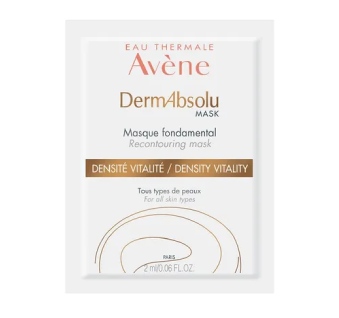 EAU THERMALE
Avène
DermAbsolu
MASK
Masque fondamental
Recontouring mask
DENSITÉ VITALITÉ / DENSITY VITALITY
Tous types de peaux
For all skin types
PARIS
2 ml/0.06 FL.OZ.